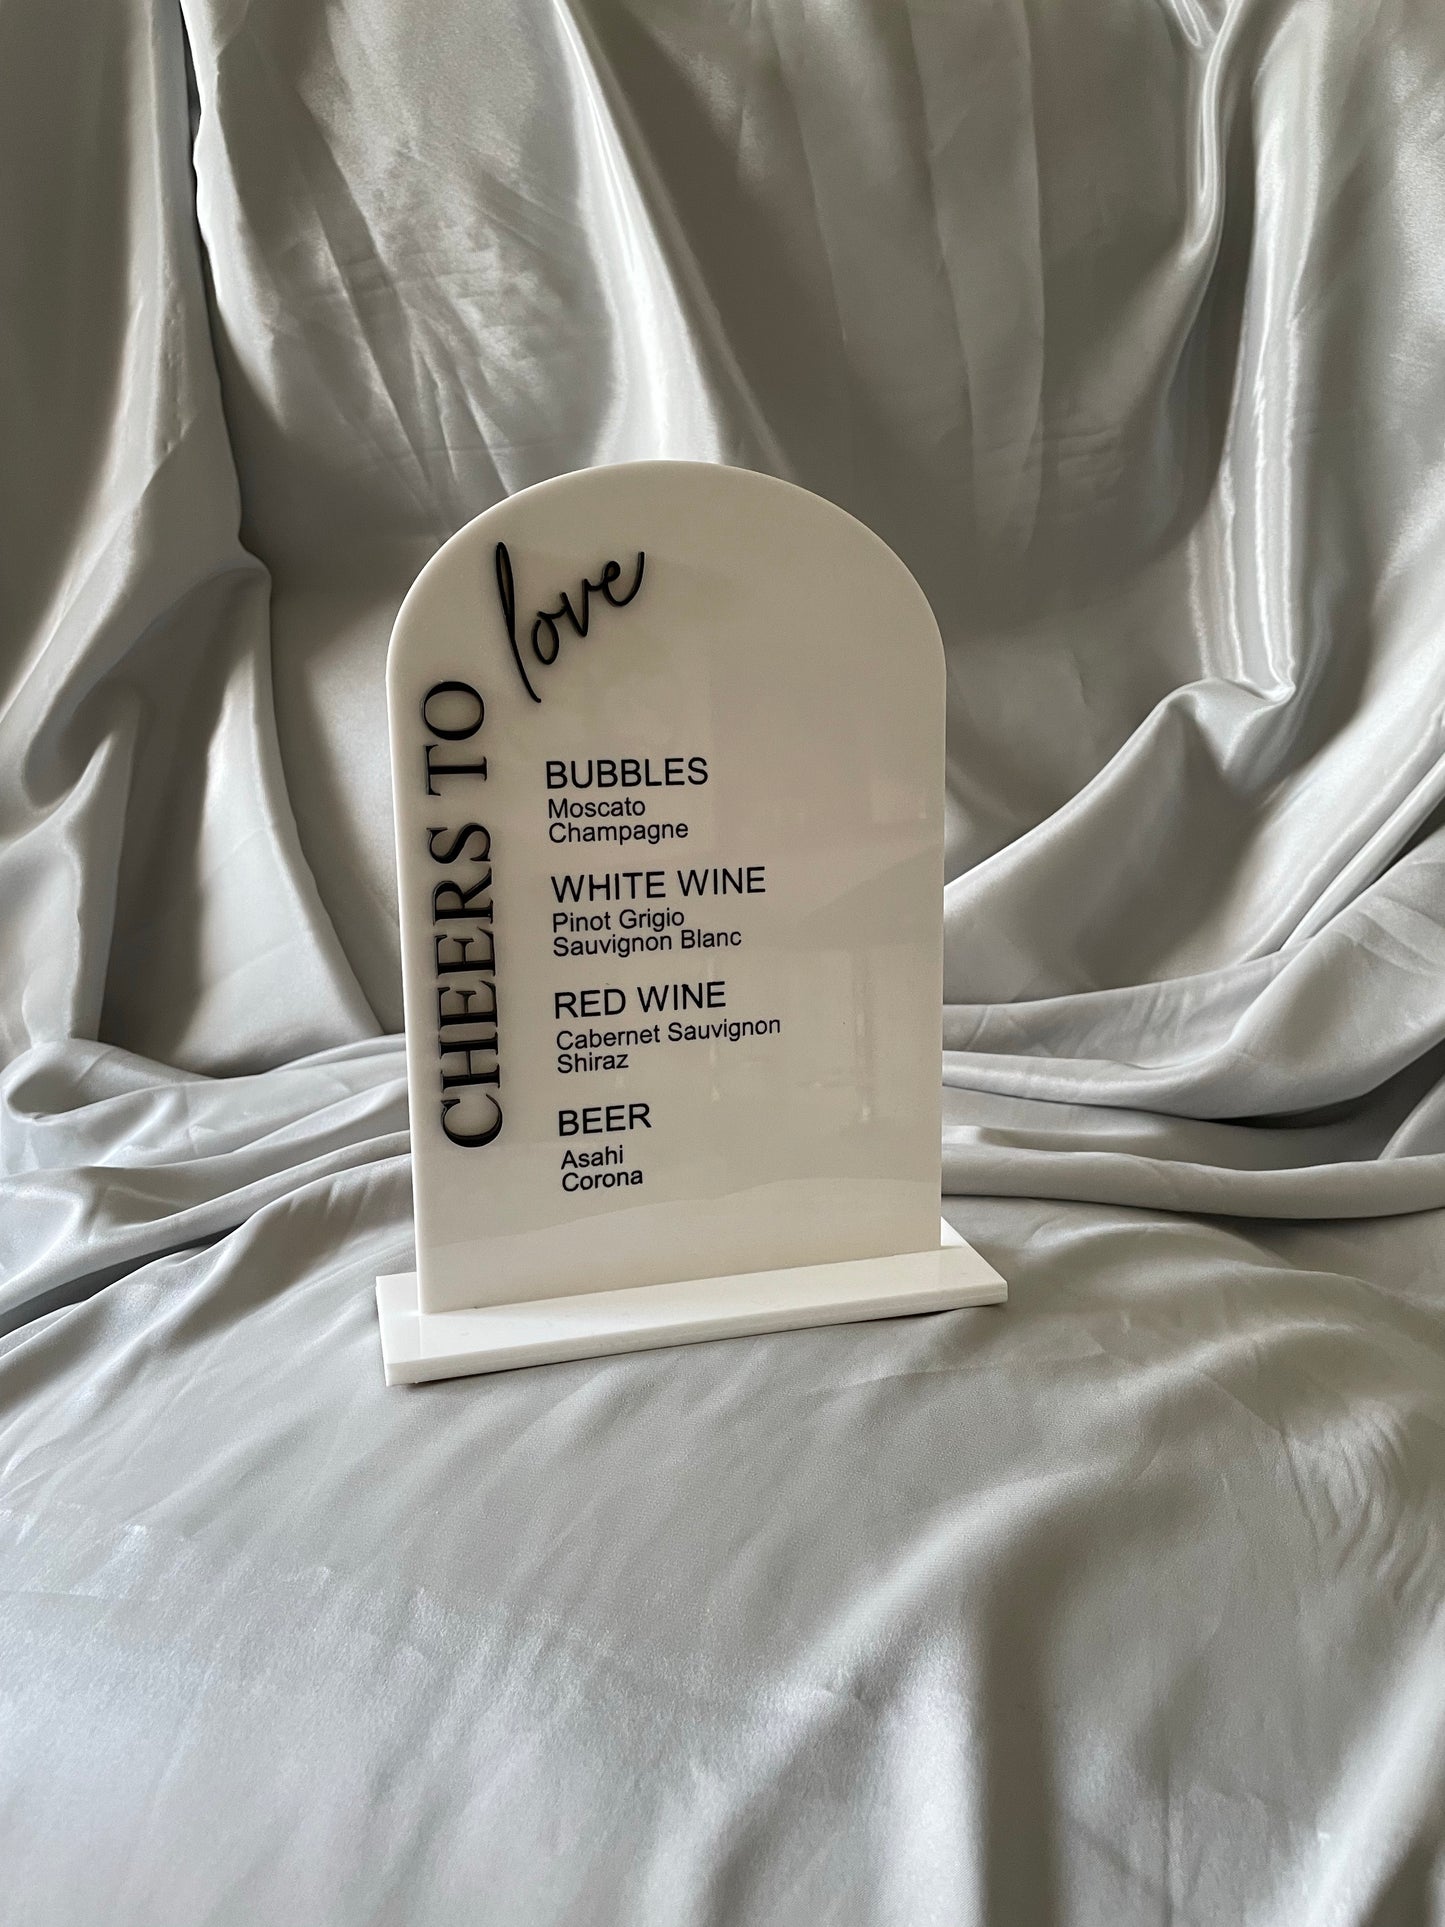 CHEERS TO
love
BUBBLES
Moscato
Champagne
WHITE WINE
Pinot Grigio
Sauvignon Blanc
RED WINE
Cabernet Sauvignon
Shiraz
BEER
Asahi
Corona